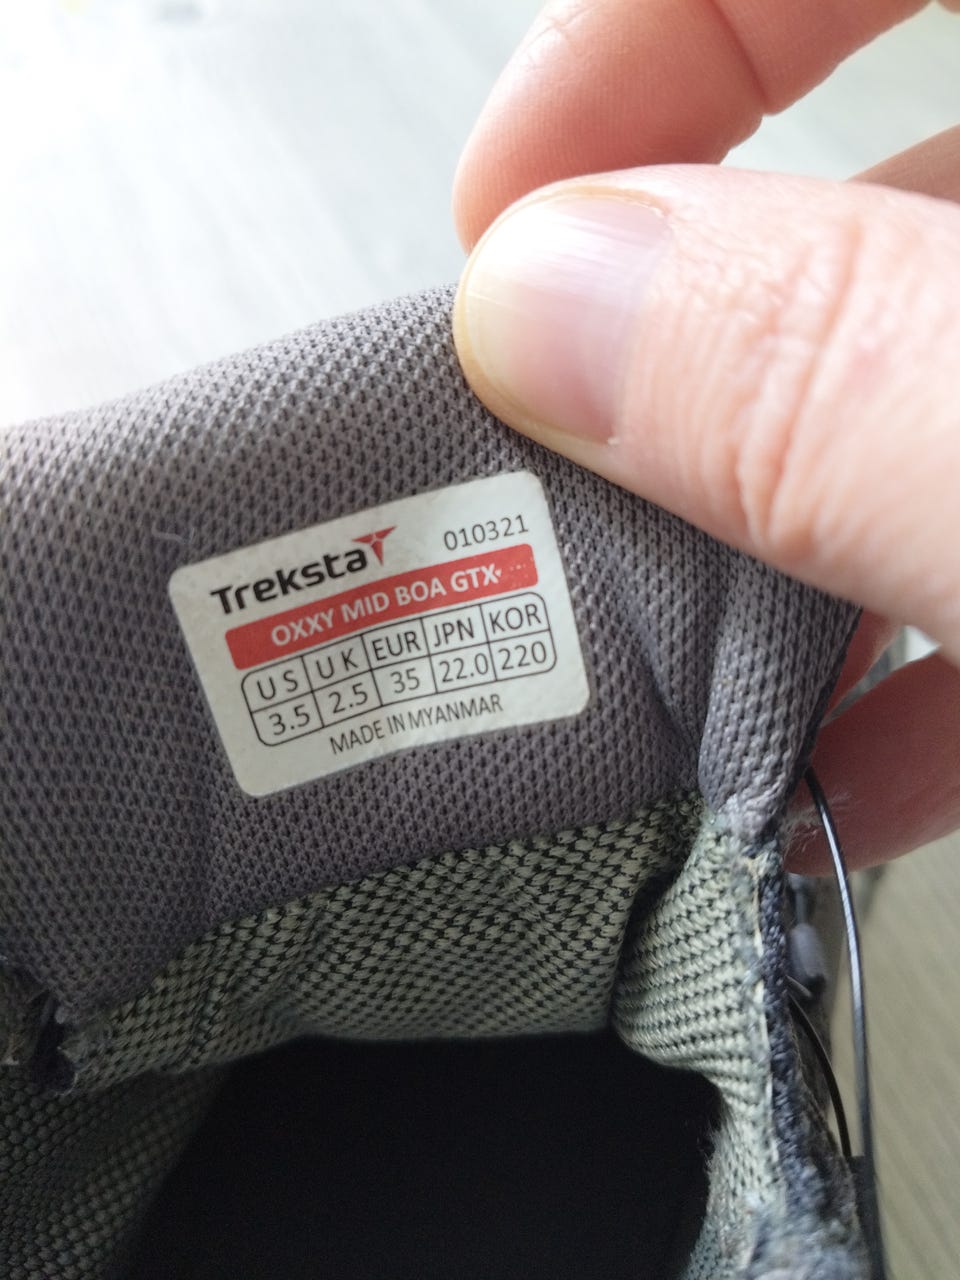 Treksta 010321
OXXY MID BOA GTX
US UK EUR JPN KOR
3.5 2.5 35 22.0 220
MADE IN MYANMAR